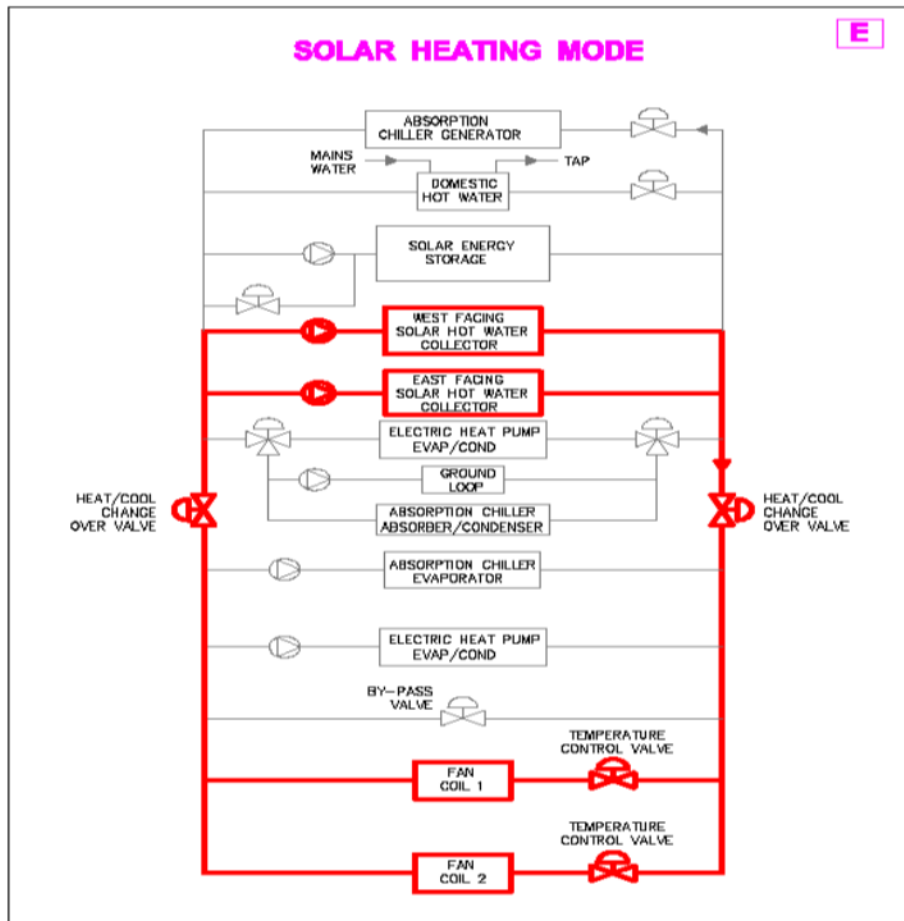 E
SOLAR HEATING MODE
ABSORPTION
CHILLER GENERATOR
MAINS
WATER
TAP
DOMESTIC
HOT WATER
SOLAR ENERGY
STORAGE
WEST FACING
SOLAR HOT WATER
COLLECTOR
EAST FACING
SOLAR HOT WATER
COLLECTOR
ELECTRIC HEAT PUMP
EVAP/COND
GROUND
LOOP
HEAT/COOL
CHANGE
OVER VALVE
ABSORPTION CHILLER
ABSORBER/CONDENSER
HEAT/COOL
CHANGE
OVER VALVE
ABSORPTION CHILLER
EVAPORATOR
ELECTRIC HEAT PUMP
EVAP/COND
BY-PASS
VALVE
TEMPERATURE
CONTROL VALVE
FAN
COIL 1
TEMPERATURE
CONTROL VALVE
FAN
COIL 2